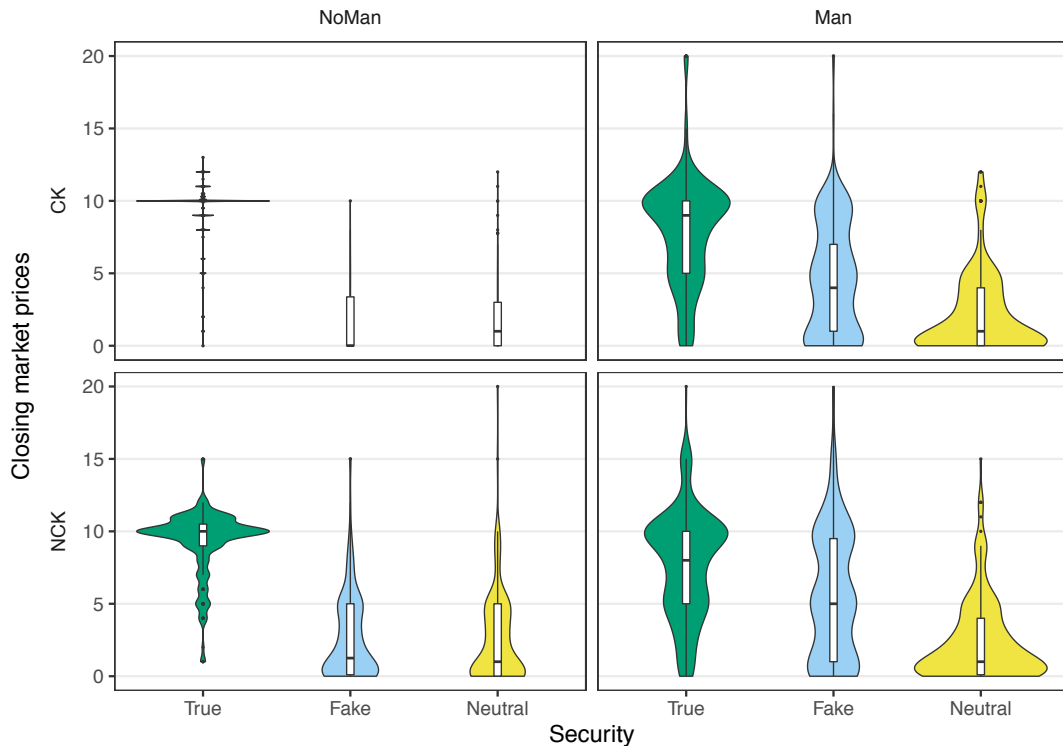 NoMan
Man
Closing market prices
CK
20
15
10
5
0
NCK
20
15
10
5
0
True
Fake
Neutral
True
Fake
Neutral
Security